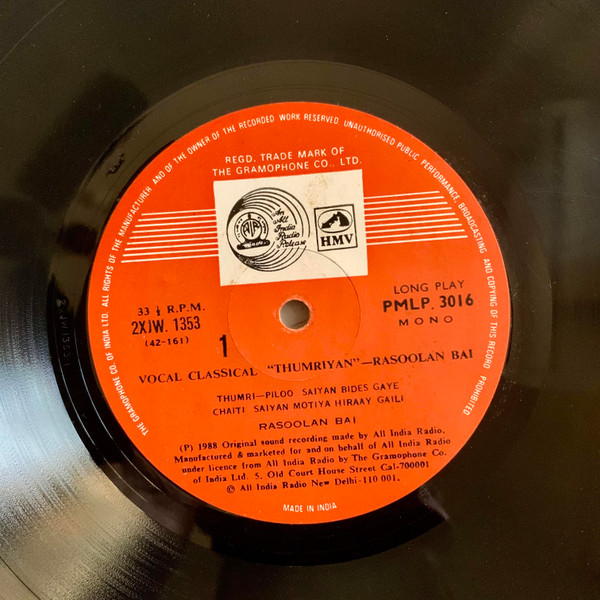 THE GRAMOPHONE CO. OF INDIA LTD. ALL RIGHTS OF THE MANUFACTURER AND OF THE OWNER OF THE RECORDED WORK RESERVED. UNAUTHORISED PUBLIC PERFORMANCE, BROADCASTING AND COPYING OF THIS RECORD PROHIBITED
REGD. TRADE MARK OF
THE GRAMOPHONE CO., LTD.
An
All
India
Radio
Release
HMV
33 ⅓ R.P.M.
2XJW. 1353
(42-161)
1
LONG PLAY
PMLP. 3016
MONO
VOCAL CLASSICAL "THUMRIYAN"—RASOOLAN BAI
THUMRI—PILOO SAIYAN BIDES GAYE
CHAITI SAIYAN MOTIYA HIRAAY GAILI
RASOOLAN BAI
(P) 1988 Original sound recording made by All India Radio.
Manufactured & marketed for and on behalf of All India Radio
under licence from All India Radio by The Gramophone Co.
of India Ltd. 5, Old Court House Street Cal-700001
© All India Radio New Delhi-110 001.
MADE IN INDIA